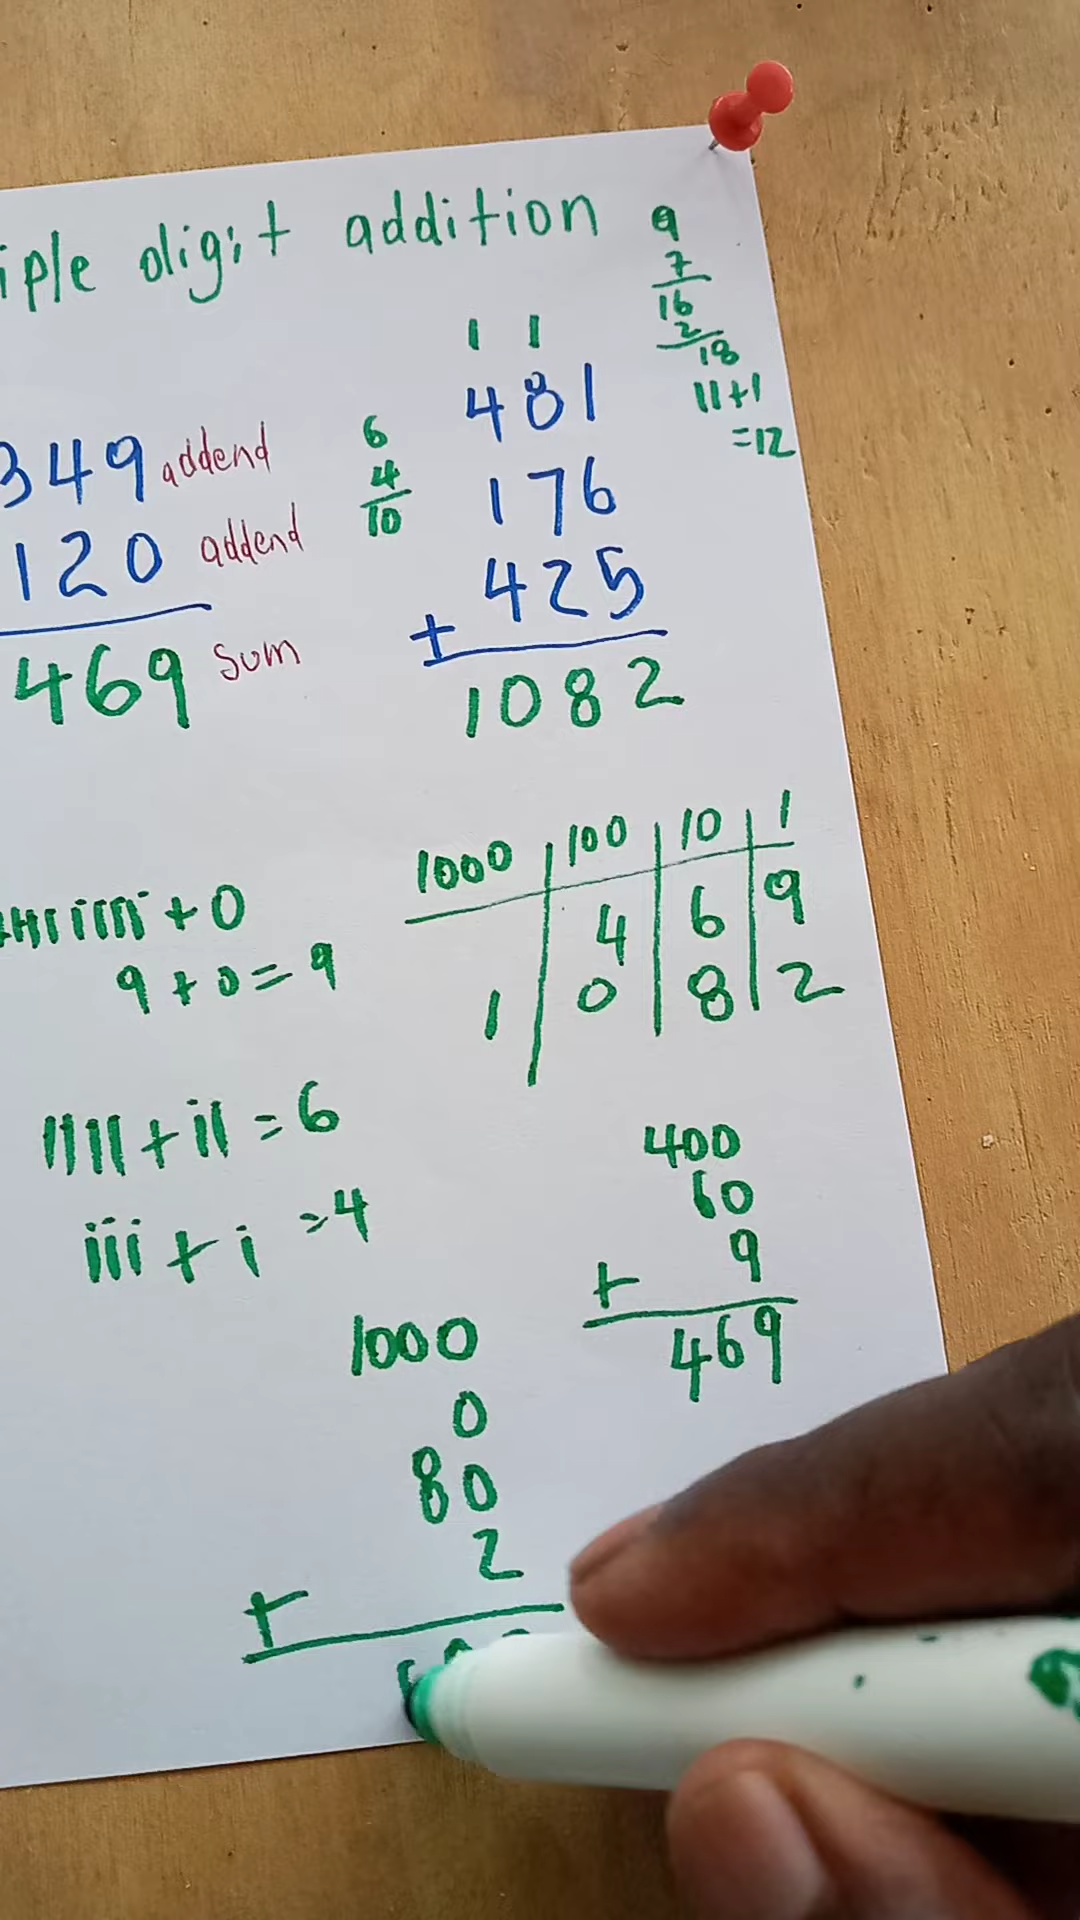 iple digit addition
349 addend
120 addend
469 sum
6
4
10
1 1
481
176
+ 425
1082
9
7
16
2
18
11+1
=12
1000 100 10 1
4 6 9
1 0 8 2
+ 0
9 + 0 = 9
11111 + ii = 6
iii + i = 4
400
60
+ 9
469
1000
0
80
+ 2